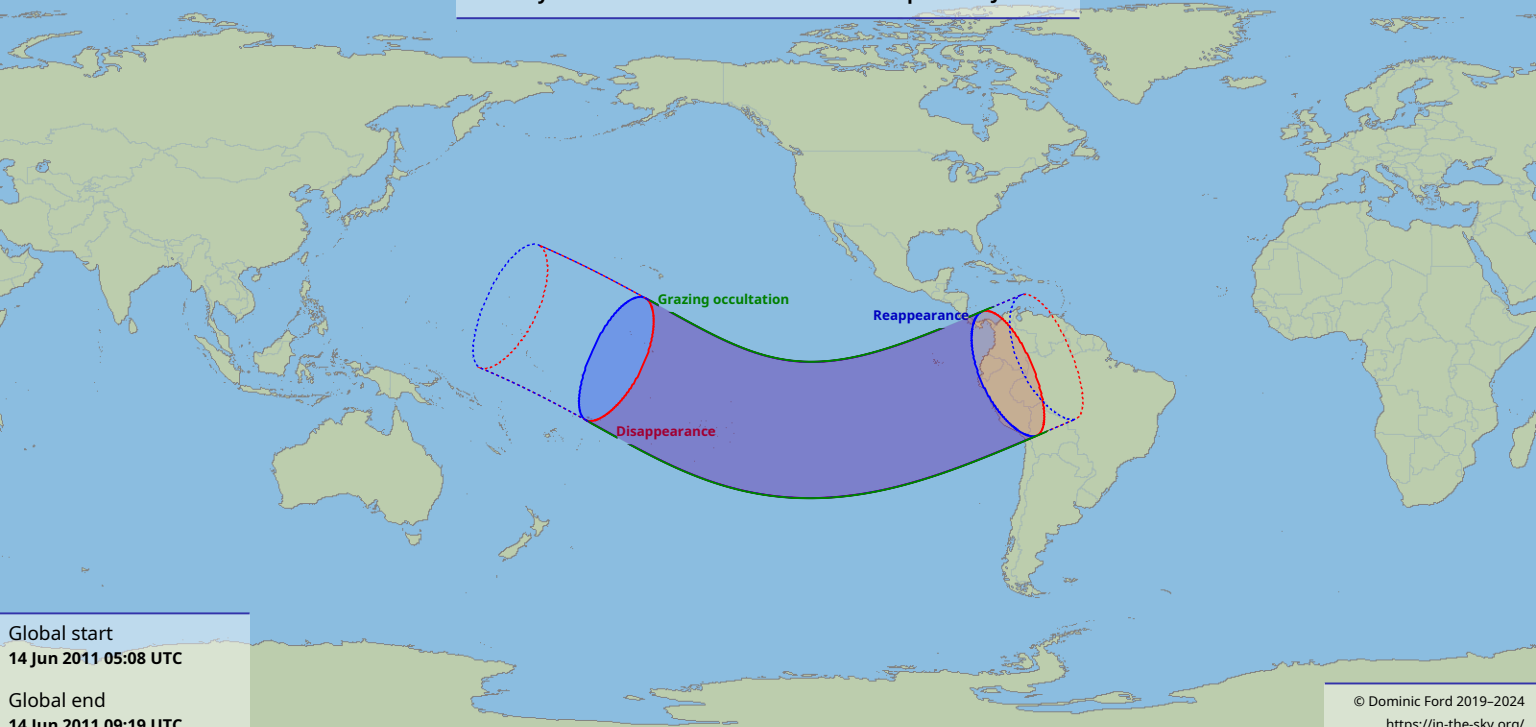 Grazing occultation
Reappearance
Disappearance
Global start
14 Jun 2011 05:08 UTC
Global end
14 Jun 2011 09:19 UTC
© Dominic Ford 2019–2024
https://in-the-sky.org/